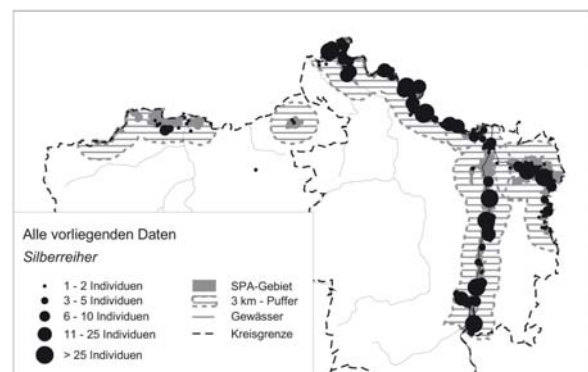 Alle vorliegenden Daten
Silberreiher
1 - 2 Individuen
3 - 5 Individuen
6 - 10 Individuen
11 - 25 Individuen
> 25 Individuen
SPA-Gebiet
3 km - Puffer
Gewässer
Kreisgrenze